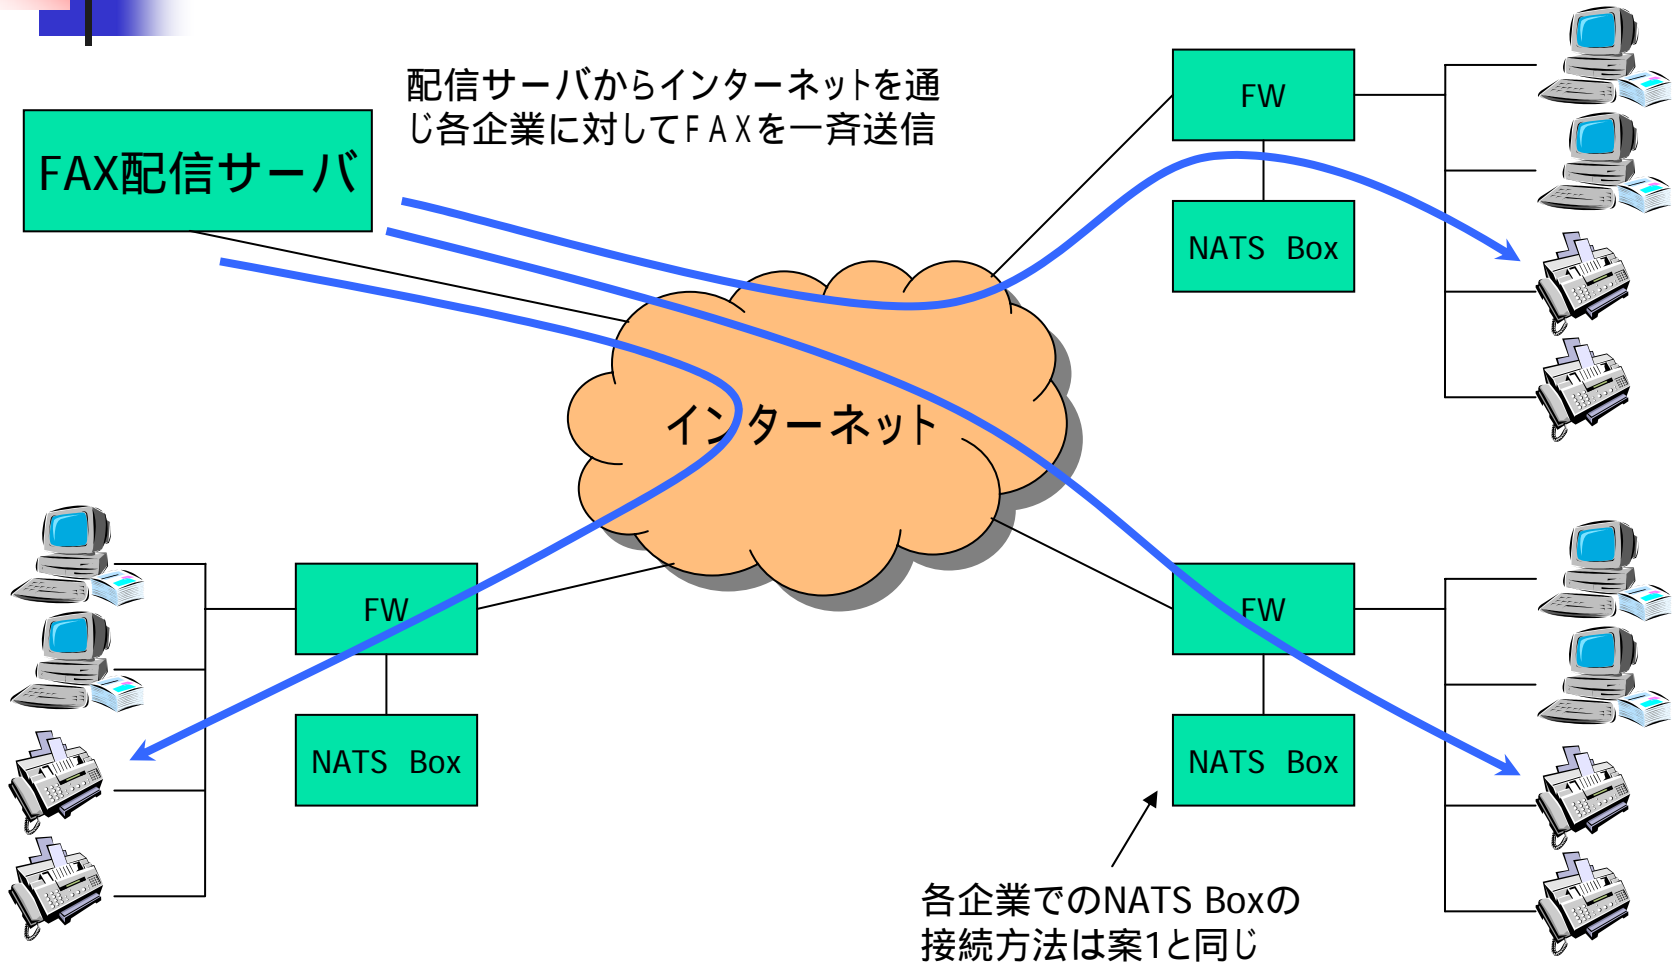 配信サーバからインターネットを通
じ各企業に対してFAXを一斉送信
FAX配信サーバ
FW
NATS Box
インターネット
FW
NATS Box
FW
NATS Box
各企業でのNATS Boxの
接続方法は案1と同じ